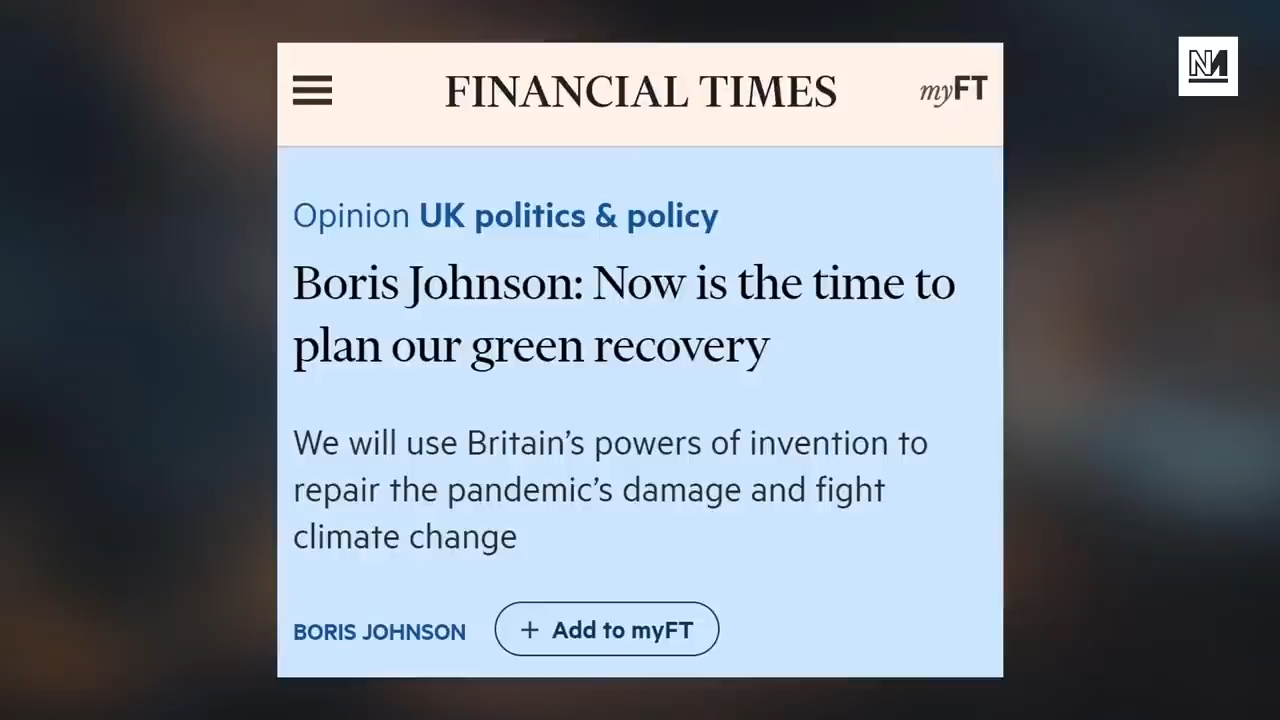 FINANCIAL TIMES
myFT
Opinion UK politics & policy
Boris Johnson: Now is the time to
plan our green recovery
We will use Britain’s powers of invention to
repair the pandemic’s damage and fight
climate change
BORIS JOHNSON
+ Add to myFT